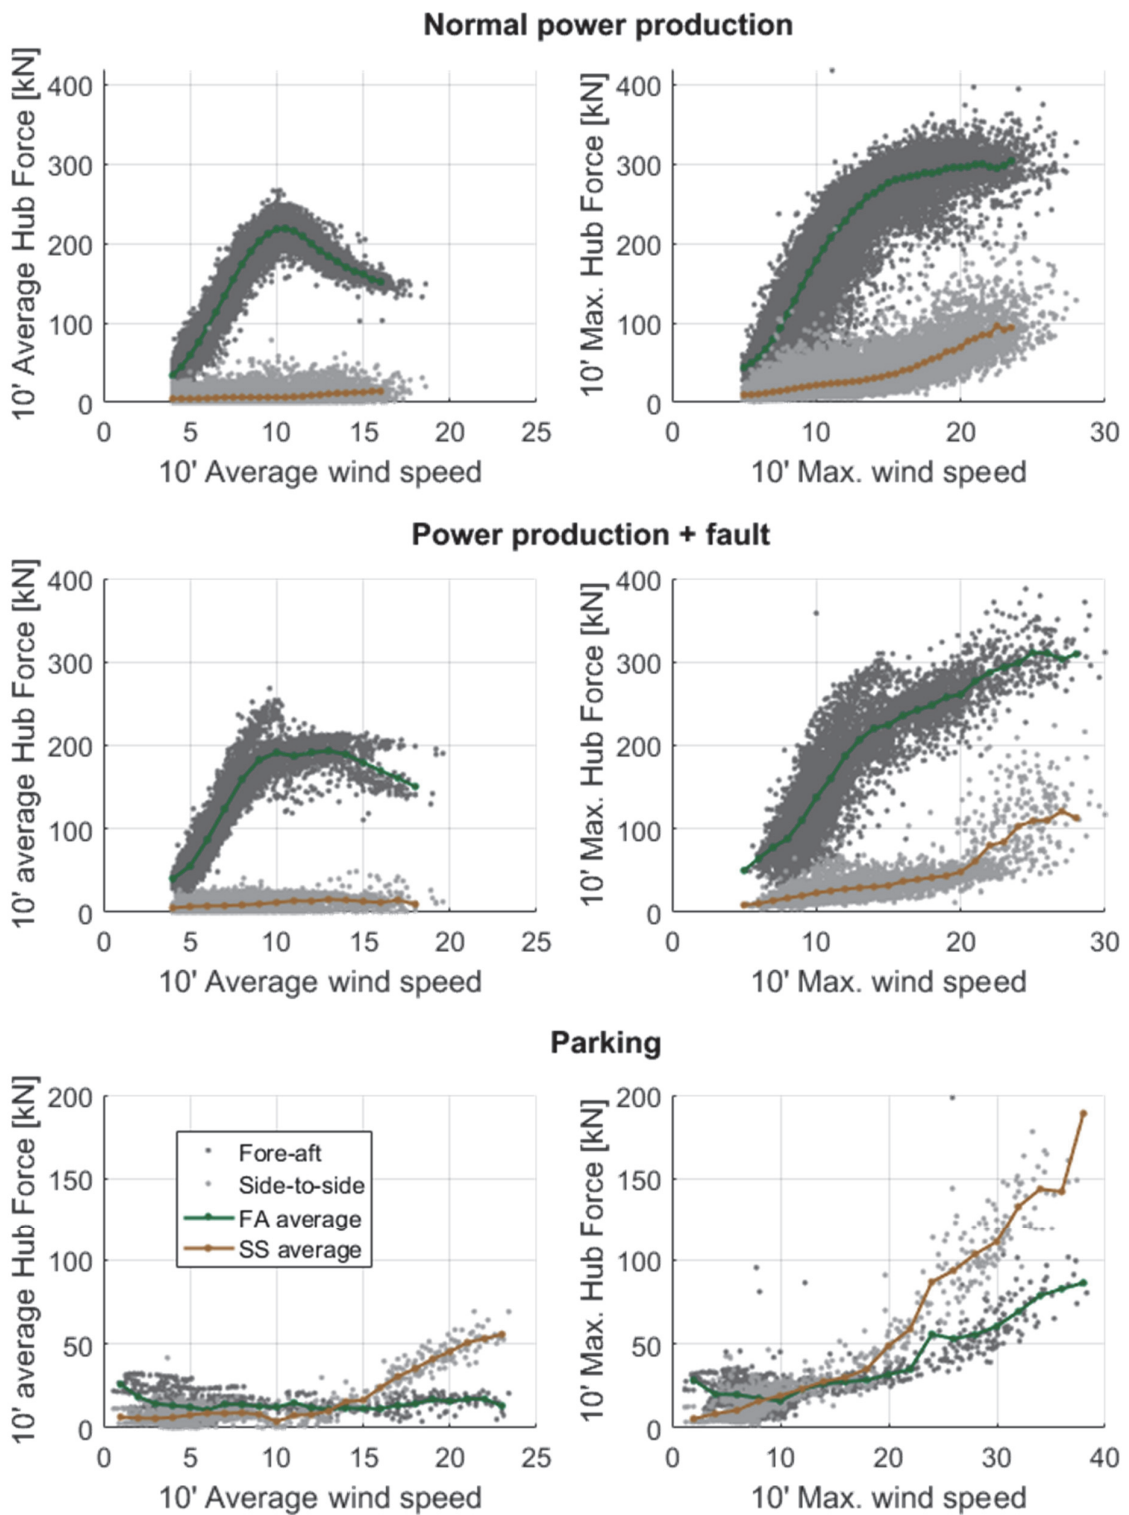 Normal power production
10' Average Hub Force [kN]
400
300
200
100
0
0 5 10 15 20 25
10' Average wind speed
10' Max. Hub Force [kN]
400
300
200
100
0
0 10 20 30
10' Max. wind speed
Power production + fault
10' average Hub Force [kN]
400
300
200
100
0
0 5 10 15 20 25
10' Average wind speed
10' Max. Hub Force [kN]
400
300
200
100
0
0 10 20 30
10' Max. wind speed
Parking
10' average Hub Force [kN]
200
150
100
50
0
Fore-aft
Side-to-side
FA average
SS average
0 5 10 15 20 25
10' Average wind speed
10' Max. Hub Force [kN]
200
150
100
50
0
0 10 20 30 40
10' Max. wind speed